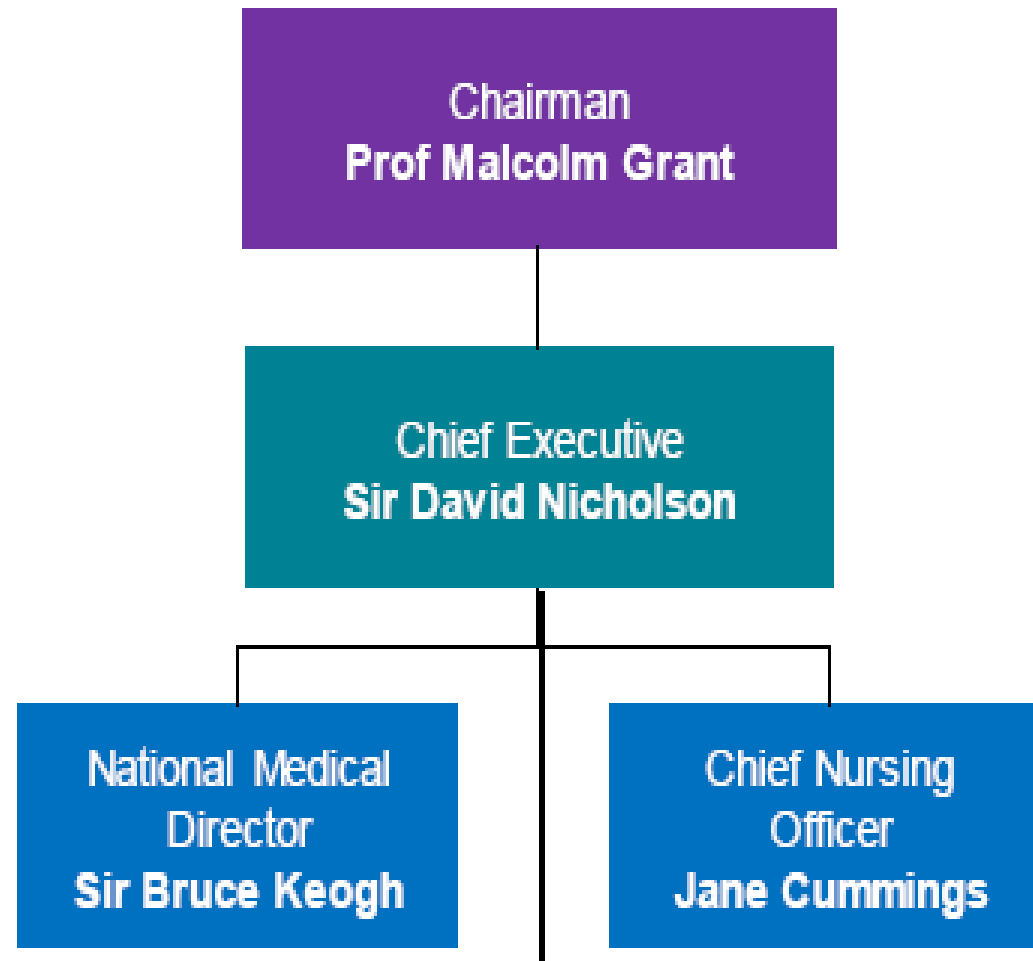 Chairman
Prof Malcolm Grant
Chief Executive
Sir David Nicholson
National Medical
Director
Sir Bruce Keogh
Chief Nursing
Officer
Jane Cummings